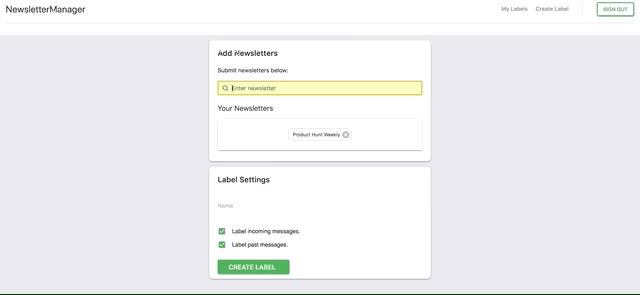 NewsletterManager
My Labels
Create Label
SIGN OUT
Add Newsletters
Submit newsletters below:
Enter newsletter
Your Newsletters
Product Hunt Weekly
Label Settings
Name
Label incoming messages.
Label past messages.
CREATE LABEL